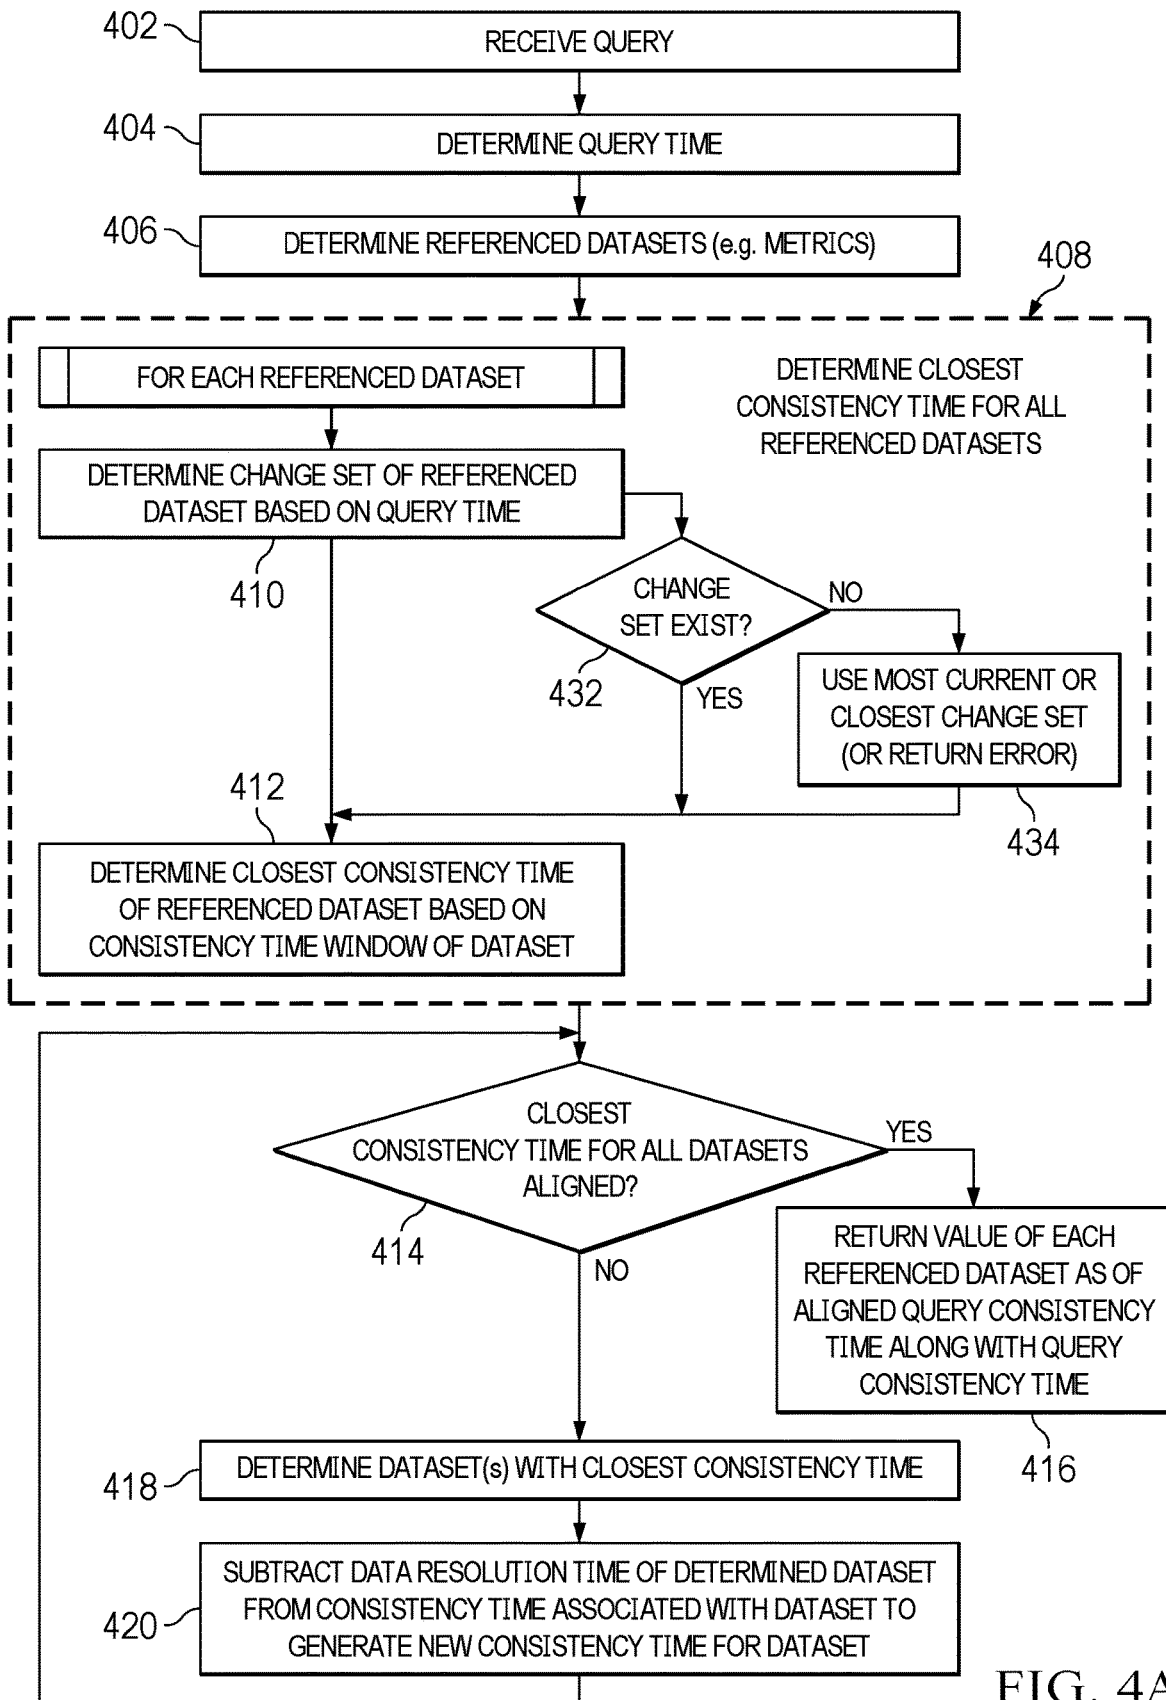 402
RECEIVE QUERY
404
DETERMINE QUERY TIME
406
DETERMINE REFERENCED DATASETS (e.g. METRICS)
408
FOR EACH REFERENCED DATASET
DETERMINE CLOSEST
CONSISTENCY TIME FOR ALL
REFERENCED DATASETS
DETERMINE CHANGE SET OF REFERENCED
DATASET BASED ON QUERY TIME
410
CHANGE
SET EXIST?
NO
432
YES
USE MOST CURRENT OR
CLOSEST CHANGE SET
(OR RETURN ERROR)
434
412
DETERMINE CLOSEST CONSISTENCY TIME
OF REFERENCED DATASET BASED ON
CONSISTENCY TIME WINDOW OF DATASET
CLOSEST
CONSISTENCY TIME FOR ALL DATASETS
ALIGNED?
YES
414
NO
RETURN VALUE OF EACH
REFERENCED DATASET AS OF
ALIGNED QUERY CONSISTENCY
TIME ALONG WITH QUERY
CONSISTENCY TIME
416
418
DETERMINE DATASET(s) WITH CLOSEST CONSISTENCY TIME
420
SUBTRACT DATA RESOLUTION TIME OF DETERMINED DATASET
FROM CONSISTENCY TIME ASSOCIATED WITH DATASET TO
GENERATE NEW CONSISTENCY TIME FOR DATASET
FIG. 4A